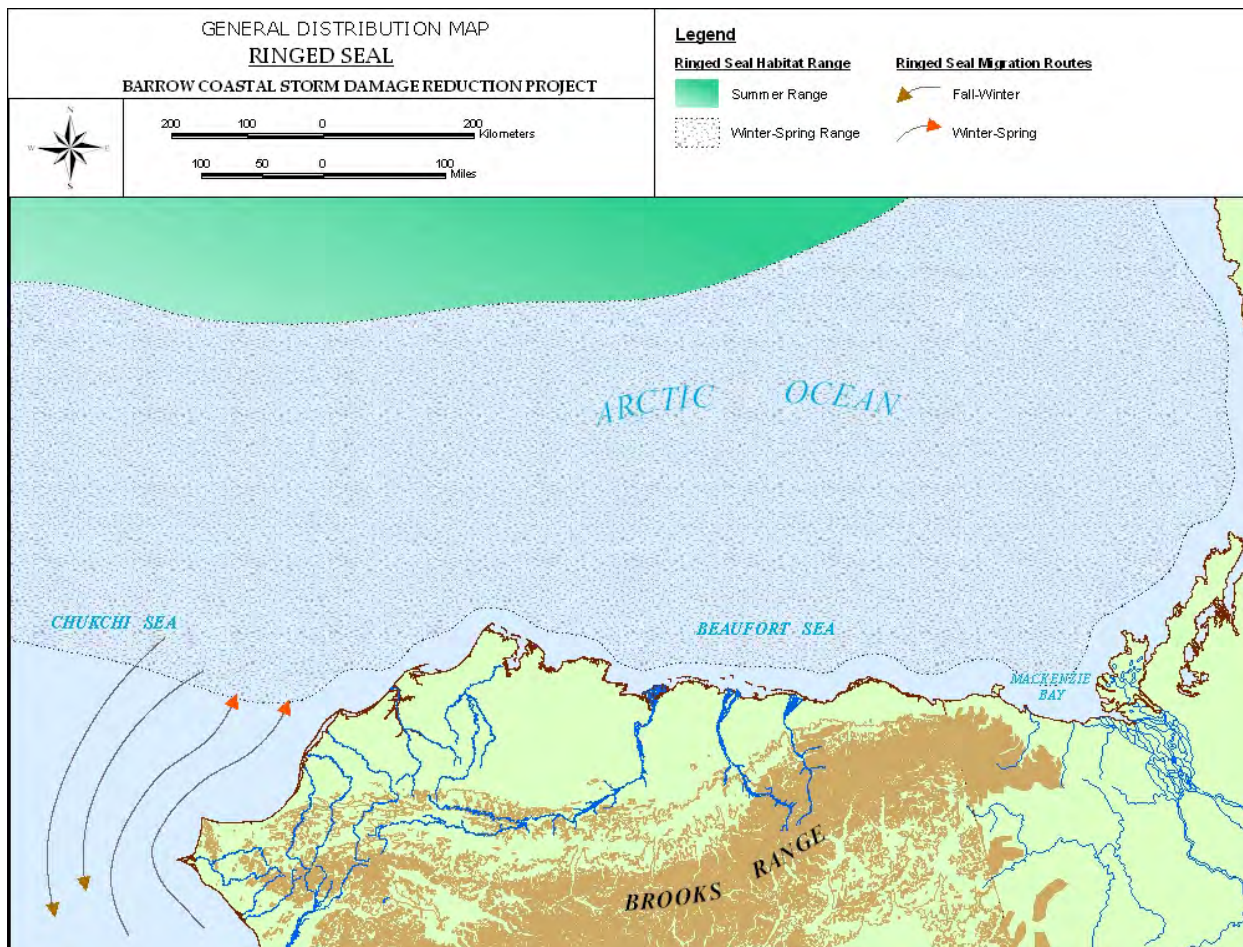 GENERAL DISTRIBUTION MAP
RINGED SEAL
BARROW COASTAL STORM DAMAGE REDUCTION PROJECT
N
W
E
S
200 100 0 200
Kilometers
100 50 0 100
Miles
Legend
Ringed Seal Habitat Range
Summer Range
Winter-Spring Range
Ringed Seal Migration Routes
Fall-Winter
Winter-Spring
ARCTIC OCEAN
CHUKCHI SEA
BEAUFORT SEA
MACKENZIE
BAY
BROOKS RANGE